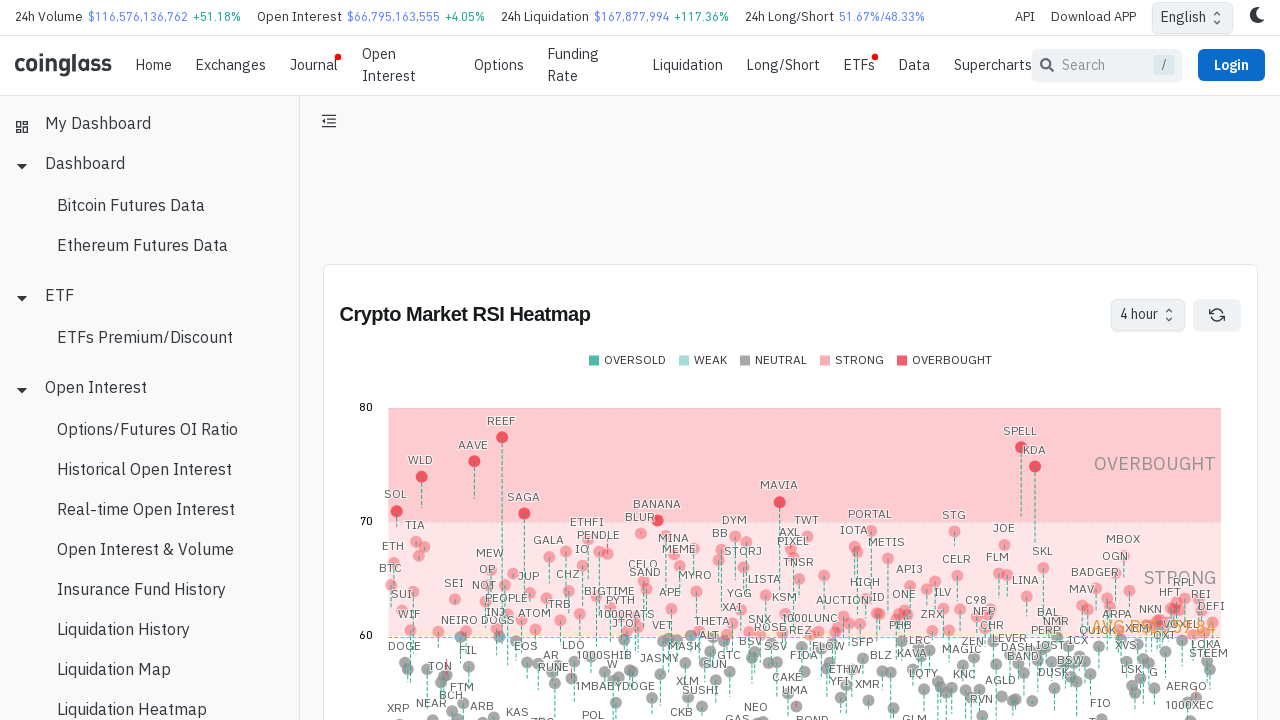 24h Volume $116,576,136,762 +51.18% Open Interest $66,795,163,555 +4.05% 24h Liquidation $167,877,994 +117.36% 24h Long/Short 51.67%/48.33% API Download APP English
coinglass Home Exchanges Journal Open Interest Options Funding Rate Liquidation Long/Short ETFs Data Supercharts Search / Login
My Dashboard
Dashboard
Bitcoin Futures Data
Ethereum Futures Data
ETF
ETFs Premium/Discount
Open Interest
Options/Futures OI Ratio
Historical Open Interest
Real-time Open Interest
Open Interest & Volume
Insurance Fund History
Liquidation History
Liquidation Map
Liquidation Heatmap
Crypto Market RSI Heatmap
4 hour
OVERSOLD WEAK NEUTRAL STRONG OVERBOUGHT
80
REEF
SPELL
AAVE
KDA
WLD
OVERBOUGHT
MAVIA
SOL SAGA
BANANA
PORTAL STG
70
TIA ETHFI BLUR DYM TWT
IOTA JOE
PENDLE BB AXL
GALA MINA PIXEL METIS MBOX
ETH IO MEME STORJ SKL
MEW FLM OGN
BTC OP CHZ CELO SAND MYRO TNSR API3 CELR BADGER
STRONG
JUP LISTA HIGH LINA RPL
SEI NOT BIGTIME APE YGG ONE ILV MAV HFT REI
SUI PEOPLE TRB PYTH XAI KSM AUCTION ID C98 DEFI
WIF INJ ATOM 1000RATS SNX 1000LUNC ZRX NFP BAL ARPA NKN
NEIRO DOGS JTO VET THETA ROSE REZ PHB CHR PERP NMR
60
DOGE FIL EOS LDO MASK ALT BSV SSV FLOW SFP LRC ZEN LEVER DASH IOST ICX XVS STEEM LOKA
TON RUNE AR 1000SHIB JASMY SUN GTC FIDA ETHW BLZ KAVA MAGIC BAND BSW LSK
BCH FTM W 1MBABYDOGE XLM SUSHI CAKE UMA YFI XMR LQTY KNC AGLD DUSK AERGO
XRP NEAR ARB KAS POL CKB NEO RVN FIO 1000XEC
GAS BOND GLM